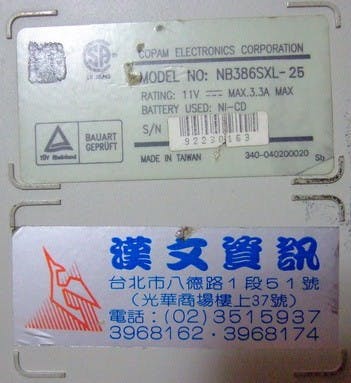 COPAM ELECTRONICS CORPORATION
MODEL NO: NB386SXL-25
RATING: 11V ⎓ MAX.3.3A MAX
BATTERY USED: NI-CD
S/N
92230163
TÜV Rheinland
BAUART
GEPRÜFT
MADE IN TAIWAN
340-040200020
Sb
漢文資訊
台北市八德路1段51號
(光華商場樓上37號)
電話:(02)3515937
3968162·3968174